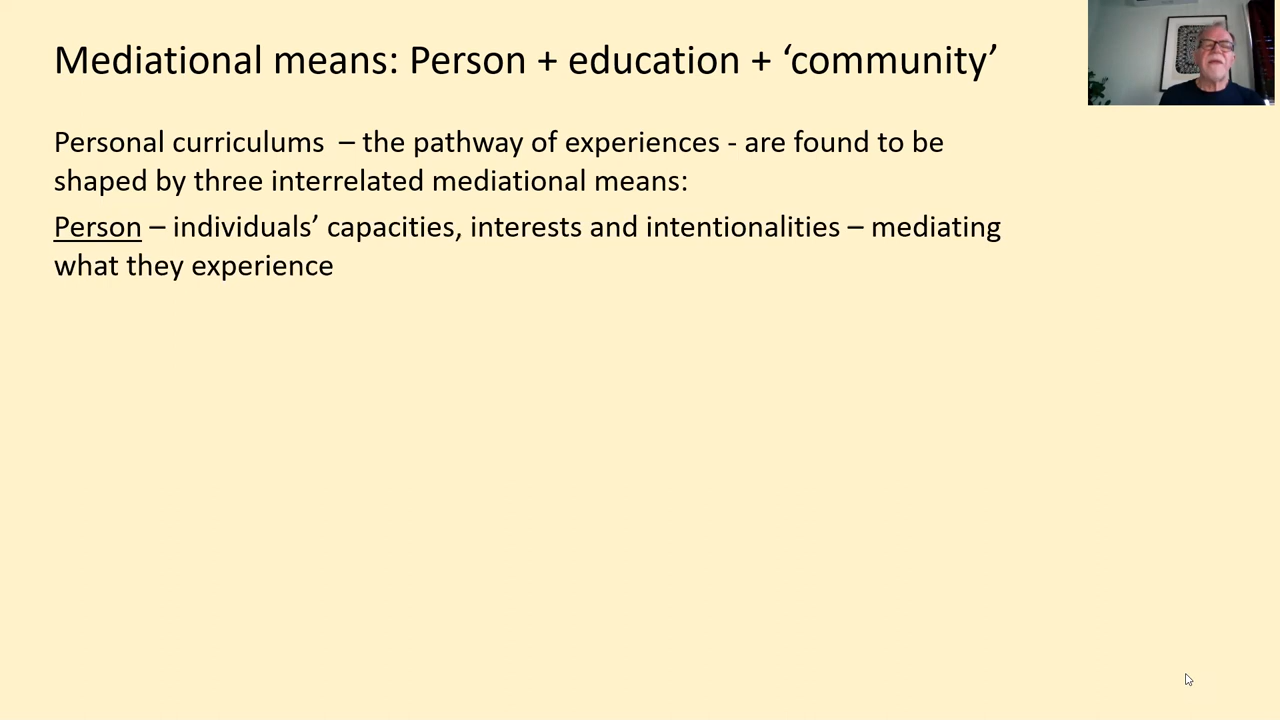 Mediational means: Person + education + ‘community’
Personal curriculums – the pathway of experiences - are found to be
shaped by three interrelated mediational means:
Person – individuals’ capacities, interests and intentionalities – mediating
what they experience